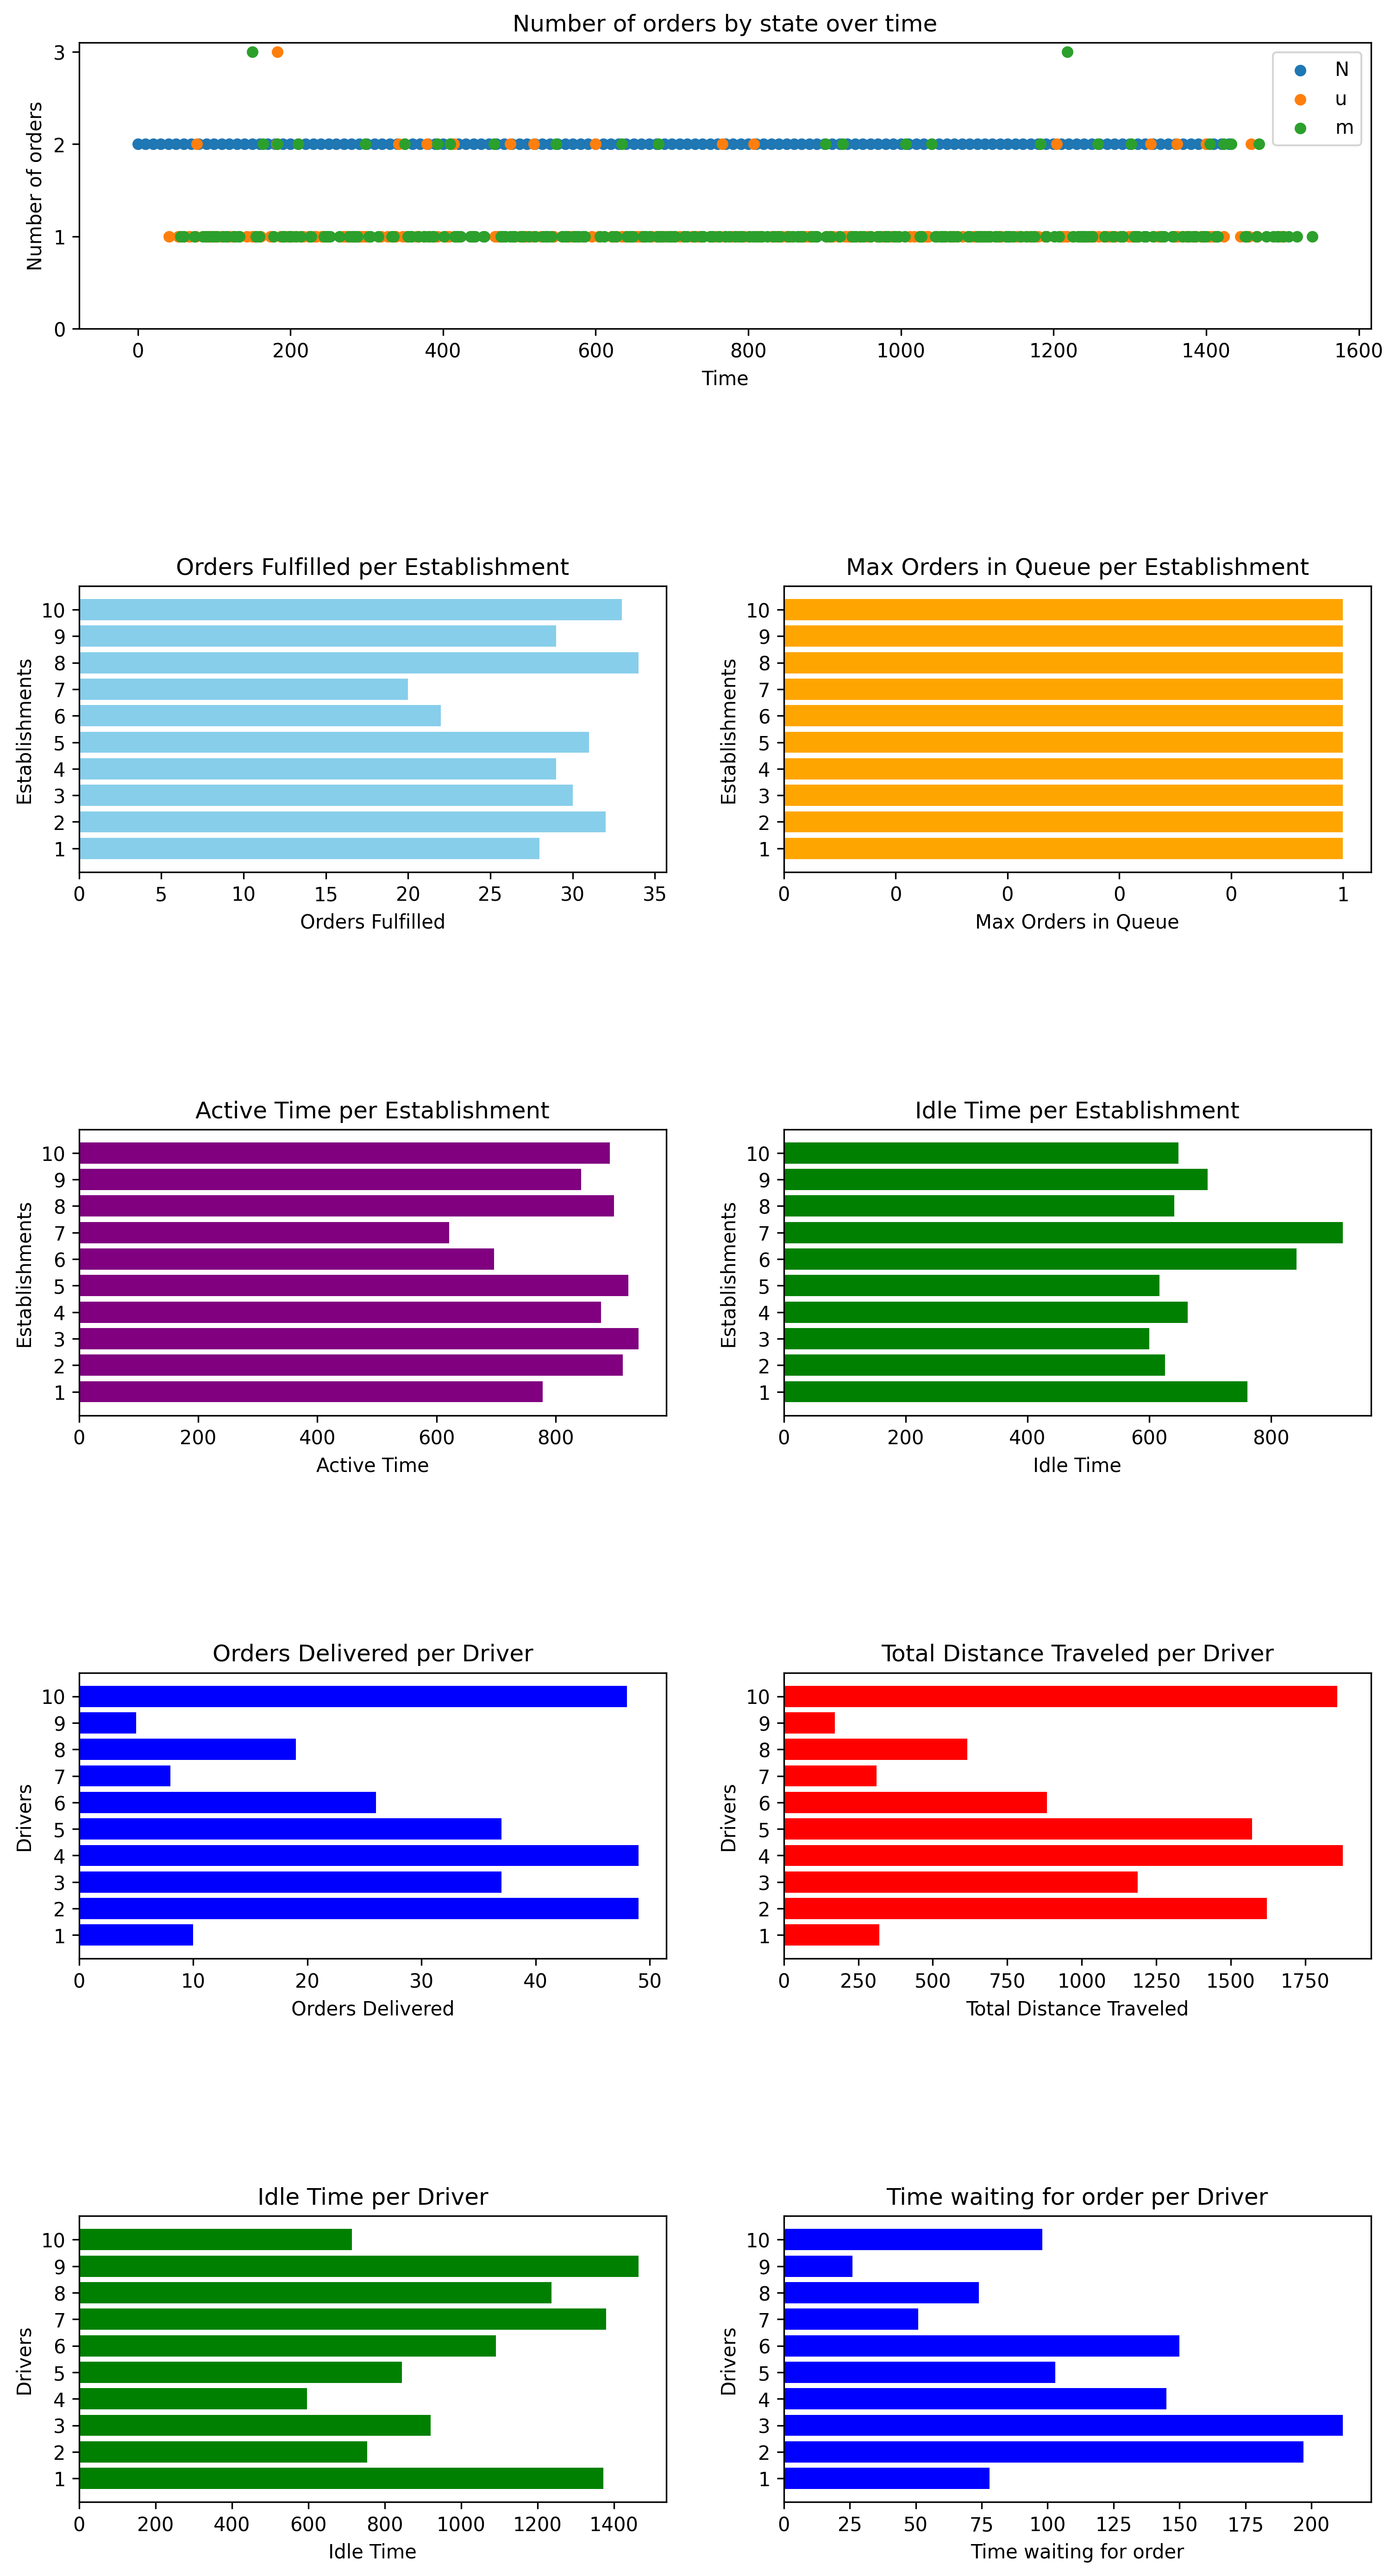 Number of orders by state over time
Number of orders
3
2
1
0
N
u
m
0 200 400 600 800 1000 1200 1400 1600
Time
Orders Fulfilled per Establishment
Establishments
10
9
8
7
6
5
4
3
2
1
0 5 10 15 20 25 30 35
Orders Fulfilled
Max Orders in Queue per Establishment
Establishments
10
9
8
7
6
5
4
3
2
1
0 0 0 0 0 1
Max Orders in Queue
Active Time per Establishment
Establishments
10
9
8
7
6
5
4
3
2
1
0 200 400 600 800
Active Time
Idle Time per Establishment
Establishments
10
9
8
7
6
5
4
3
2
1
0 200 400 600 800
Idle Time
Orders Delivered per Driver
Drivers
10
9
8
7
6
5
4
3
2
1
0 10 20 30 40 50
Orders Delivered
Total Distance Traveled per Driver
Drivers
10
9
8
7
6
5
4
3
2
1
0 250 500 750 1000 1250 1500 1750
Total Distance Traveled
Idle Time per Driver
Drivers
10
9
8
7
6
5
4
3
2
1
0 200 400 600 800 1000 1200 1400
Idle Time
Time waiting for order per Driver
Drivers
10
9
8
7
6
5
4
3
2
1
0 25 50 75 100 125 150 175 200
Time waiting for order